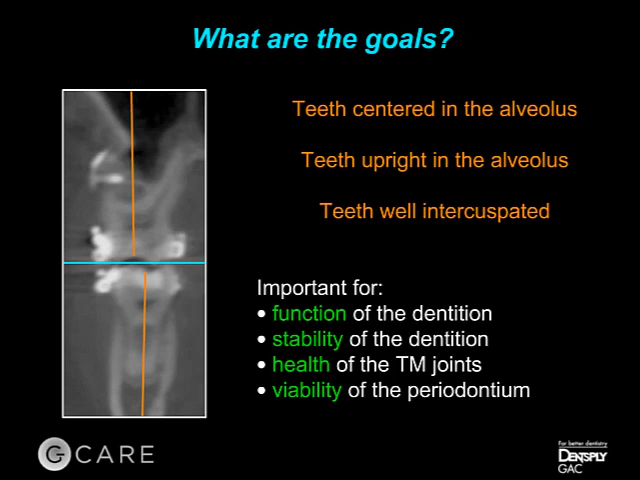 What are the goals?
Teeth centered in the alveolus
Teeth upright in the alveolus
Teeth well intercuspated
Important for:
• function of the dentition
• stability of the dentition
• health of the TM joints
• viability of the periodontium
G CARE
For better dentistry
DENTSPLY
GAC